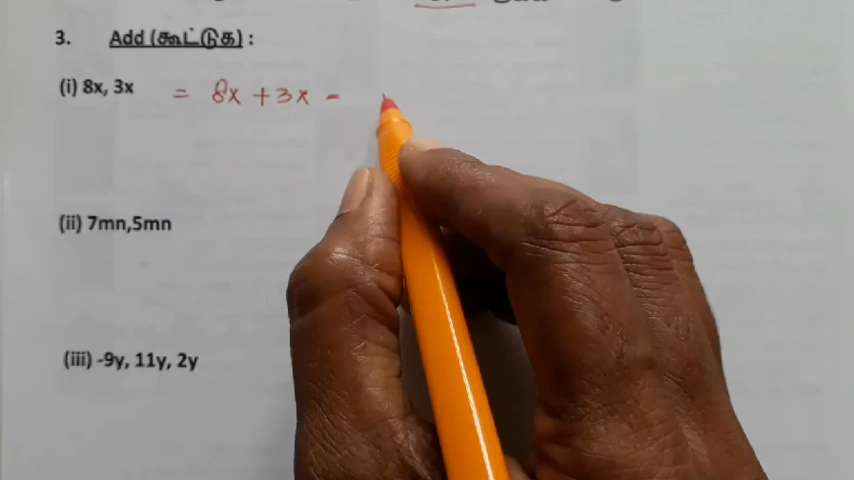 3. Add (கூட்டுக) :
(i) 8x, 3x = 8x + 3x -
(ii) 7mn,5mn
(iii) -9y, 11y, 2y